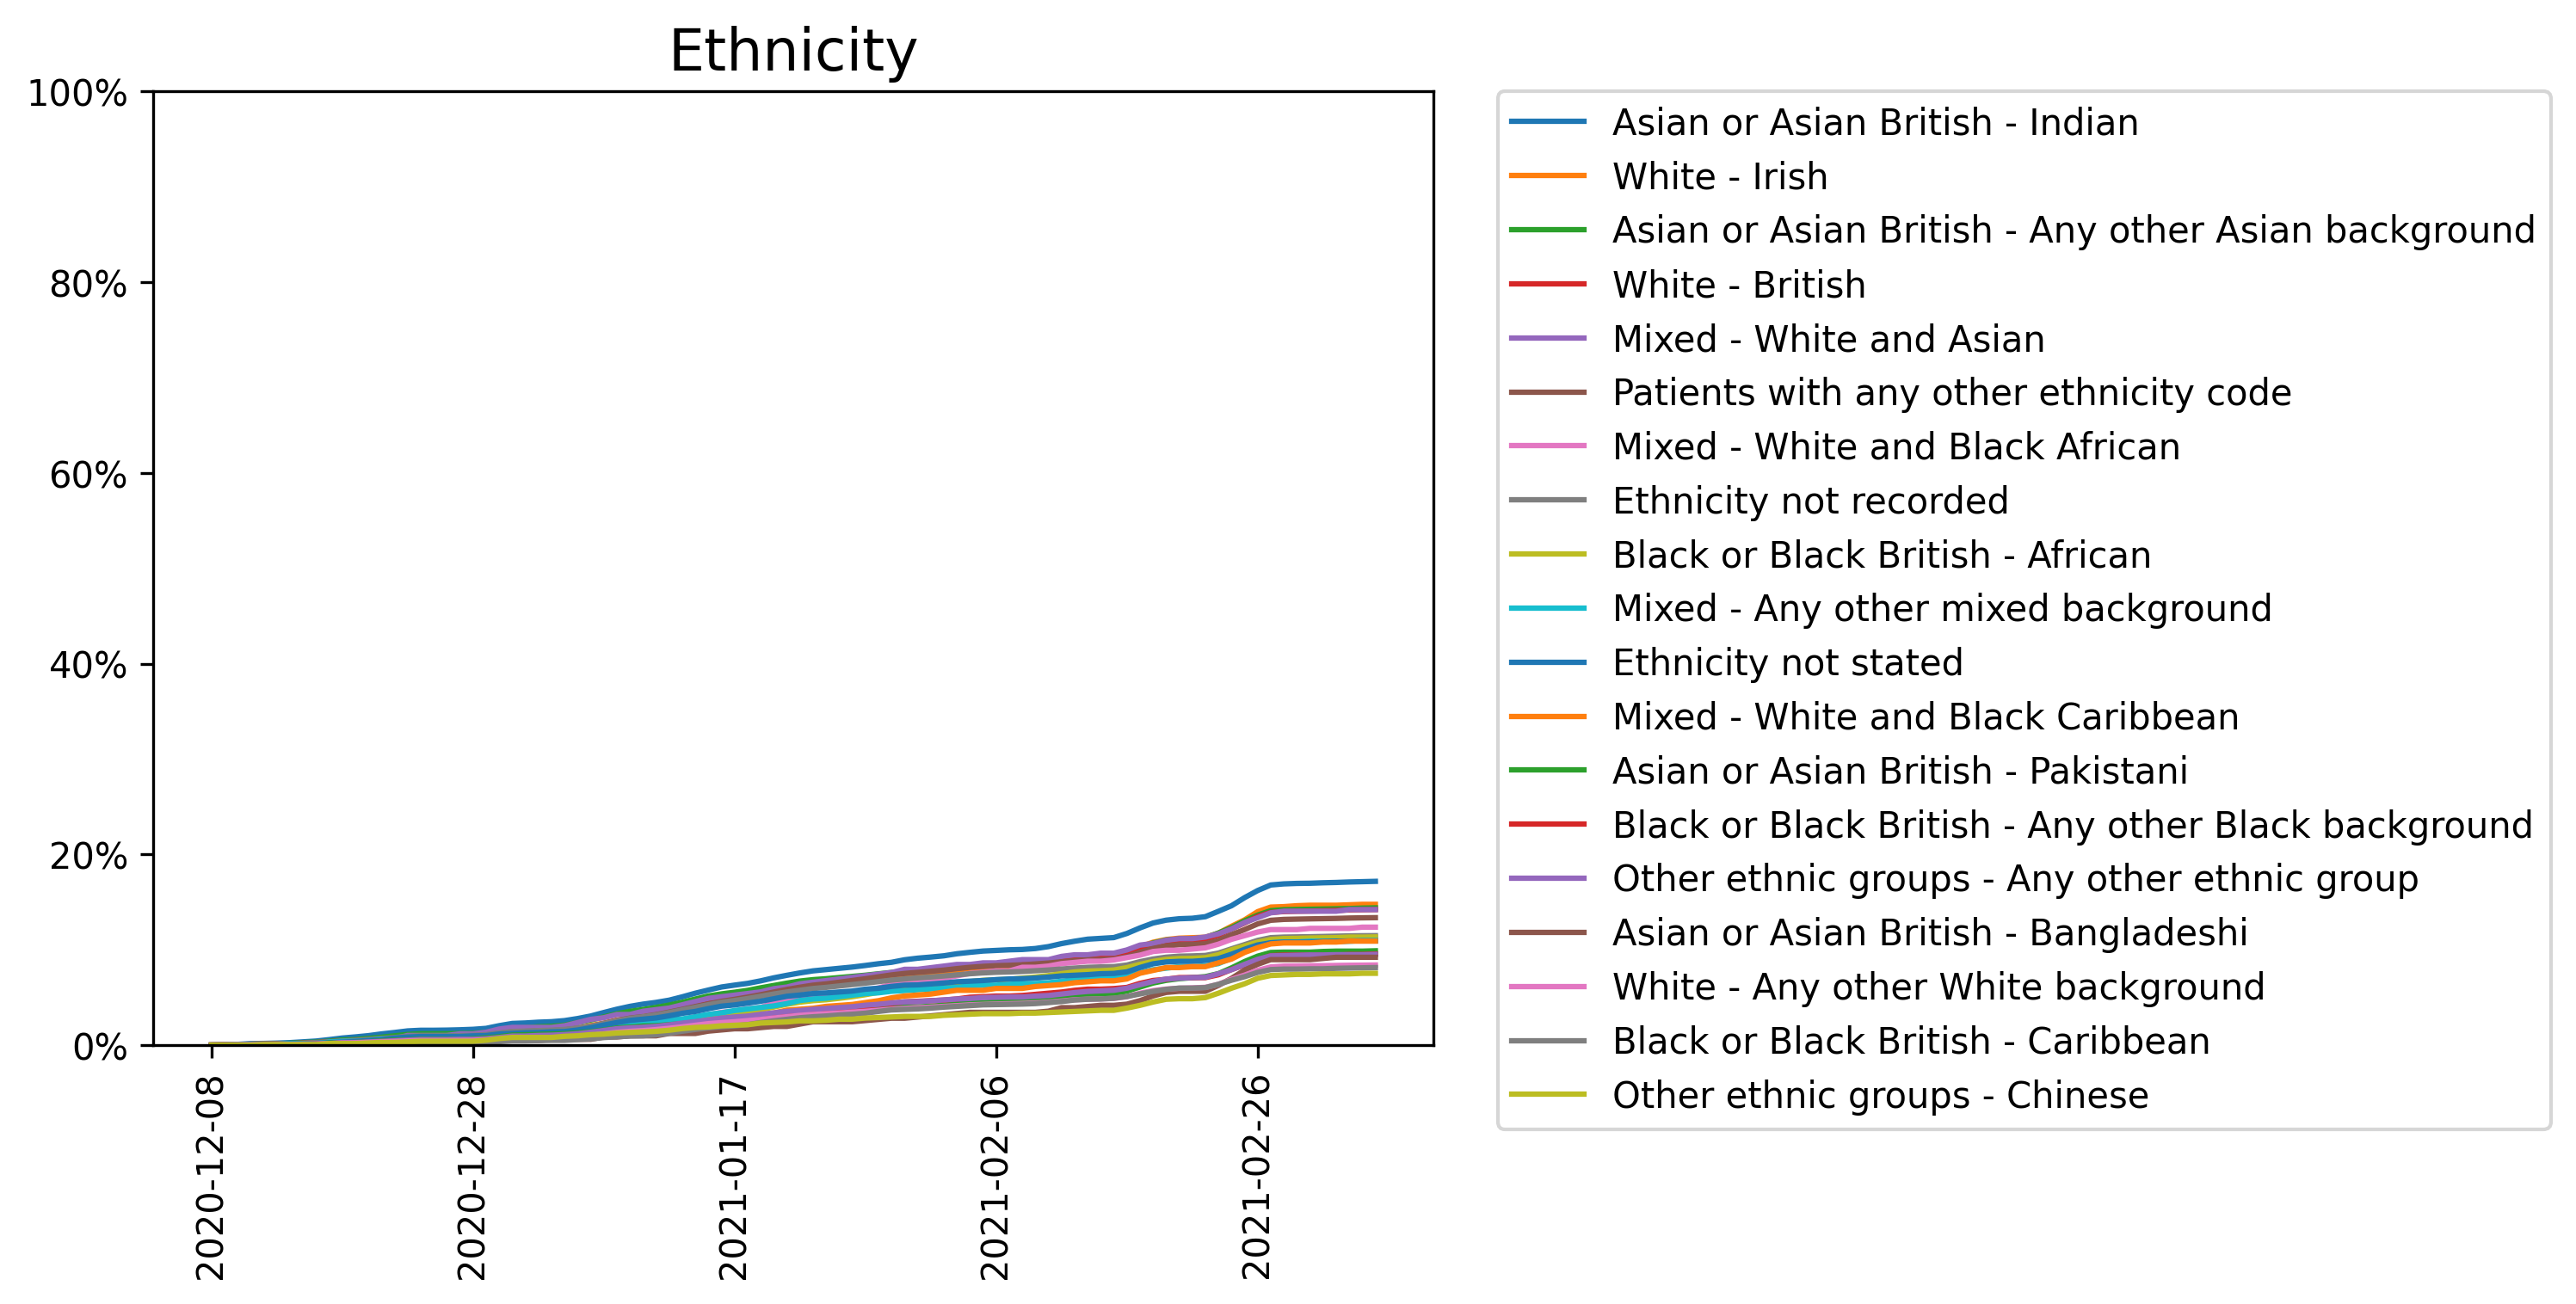 Ethnicity
100%
80%
60%
40%
20%
0%
2020-12-08
2020-12-28
2021-01-17
2021-02-06
2021-02-26
Asian or Asian British - Indian
White - Irish
Asian or Asian British - Any other Asian background
White - British
Mixed - White and Asian
Patients with any other ethnicity code
Mixed - White and Black African
Ethnicity not recorded
Black or Black British - African
Mixed - Any other mixed background
Ethnicity not stated
Mixed - White and Black Caribbean
Asian or Asian British - Pakistani
Black or Black British - Any other Black background
Other ethnic groups - Any other ethnic group
Asian or Asian British - Bangladeshi
White - Any other White background
Black or Black British - Caribbean
Other ethnic groups - Chinese